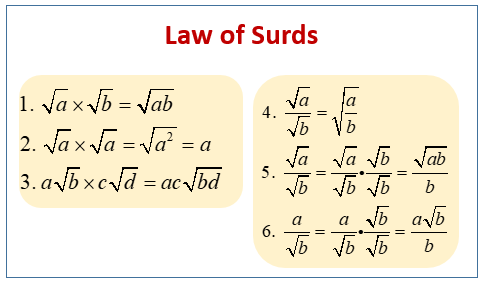 Law of Surds
1. √a × √b = √ab
2. √a × √a = √a² = a
3. a√b × c√d = ac√bd
4. √a/√b = √(a/b)
5. √a/√b = √a/√b • √b/√b = √ab/b
6. a/√b = a/√b • √b/√b = a√b/b